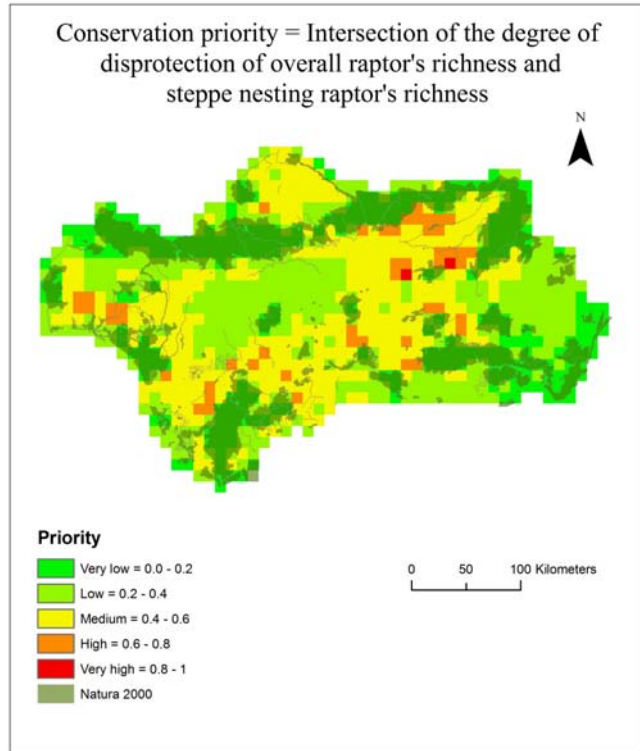 Conservation priority = Intersection of the degree of
disprotection of overall raptor's richness and
steppe nesting raptor's richness
N
Priority
Very low = 0.0 - 0.2
Low = 0.2 - 0.4
Medium = 0.4 - 0.6
High = 0.6 - 0.8
Very high = 0.8 - 1
Natura 2000
0 50 100 Kilometers